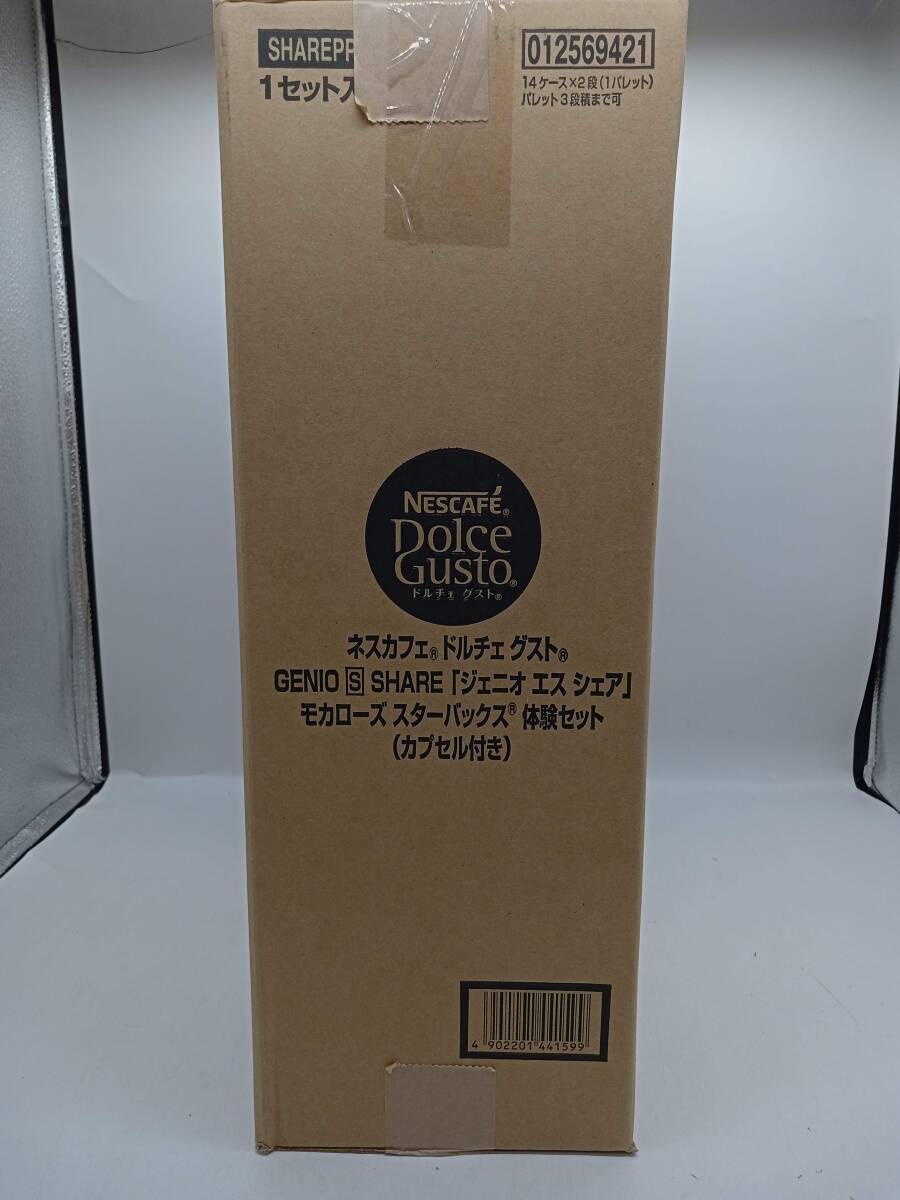 SHAREPP
012569421
1セット入
14ケース×2段(1パレット)
パレット3段積まで可
NESCAFÉ®
Dolce
Gusto®
ドルチェ グスト®
ネスカフェ® ドルチェ グスト®
GENIO S SHARE「ジェニオ エス シェア」
モカローズ スターバックス® 体験セット
(カプセル付き)
4 902201 441599